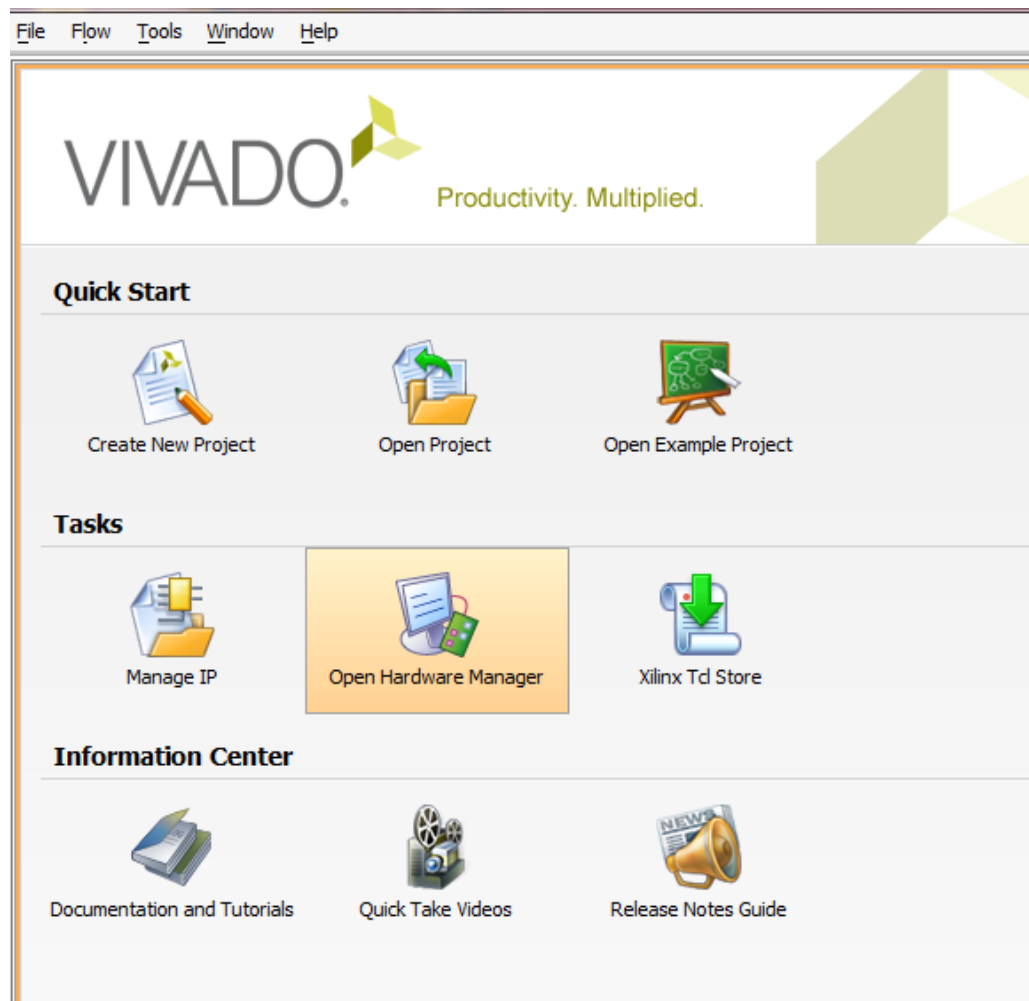 File Flow Tools Window Help
VIVADO.
Productivity. Multiplied.
Quick Start
Create New Project Open Project Open Example Project
Tasks
Manage IP Open Hardware Manager Xilinx Tcl Store
Information Center
NEWS
Documentation and Tutorials Quick Take Videos Release Notes Guide